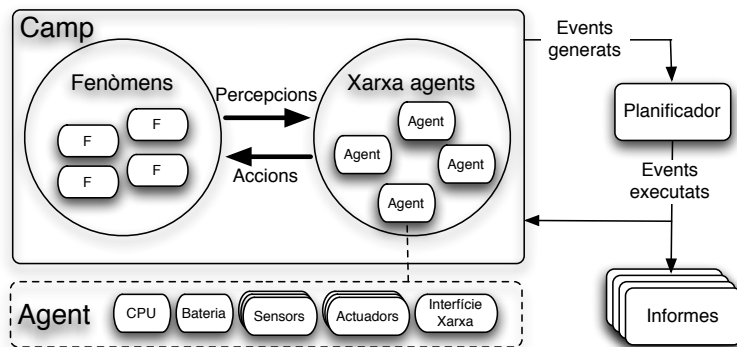 Camp
Fenòmens
F
F
F
F
Percepcions
Accions
Xarxa agents
Agent
Agent
Agent
Agent
Events
generats
Planificador
Events
executats
Informes
Agent
CPU
Bateria
Sensors
Actuadors
Interfície
Xarxa